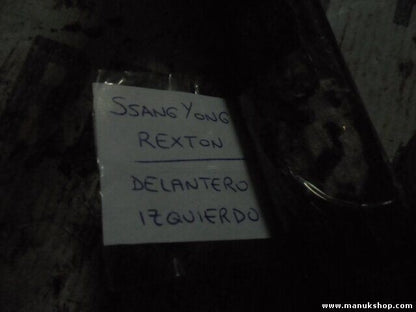 SSANGYONG
REXTON
DELANTERO
IZQUIERDO
www.manukshop.com